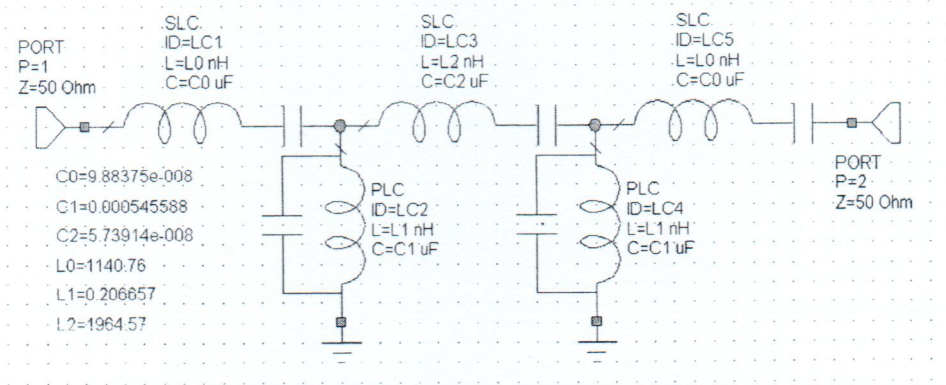 PORT
P=1
Z=50 Ohm
SLC
ID=LC1
L=L0 nH
C=C0 uF
SLC
ID=LC3
L=L2 nH
C=C2 uF
SLC
ID=LC5
L=L0 nH
C=C0 uF
PORT
P=2
Z=50 Ohm
PLC
ID=LC2
L=L1 nH
C=C1 uF
PLC
ID=LC4
L=L1 nH
C=C1 uF
C0=9.88375e-008
C1=0.000545588
C2=5.73914e-008
L0=1140.76
L1=0.206657
L2=1964.57